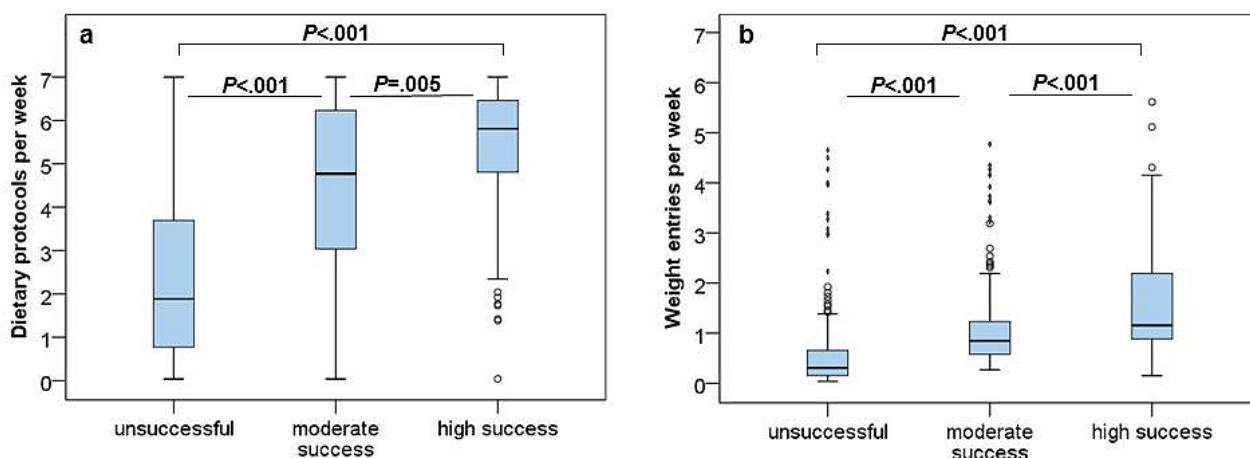 a
P<.001
P<.001
P=.005
Dietary protocols per week
7
6
5
4
3
2
1
0
unsuccessful
moderate
success
high success
b
P<.001
P<.001
P<.001
Weight entries per week
7
6
5
4
3
2
1
0
unsuccessful
moderate
success
high success